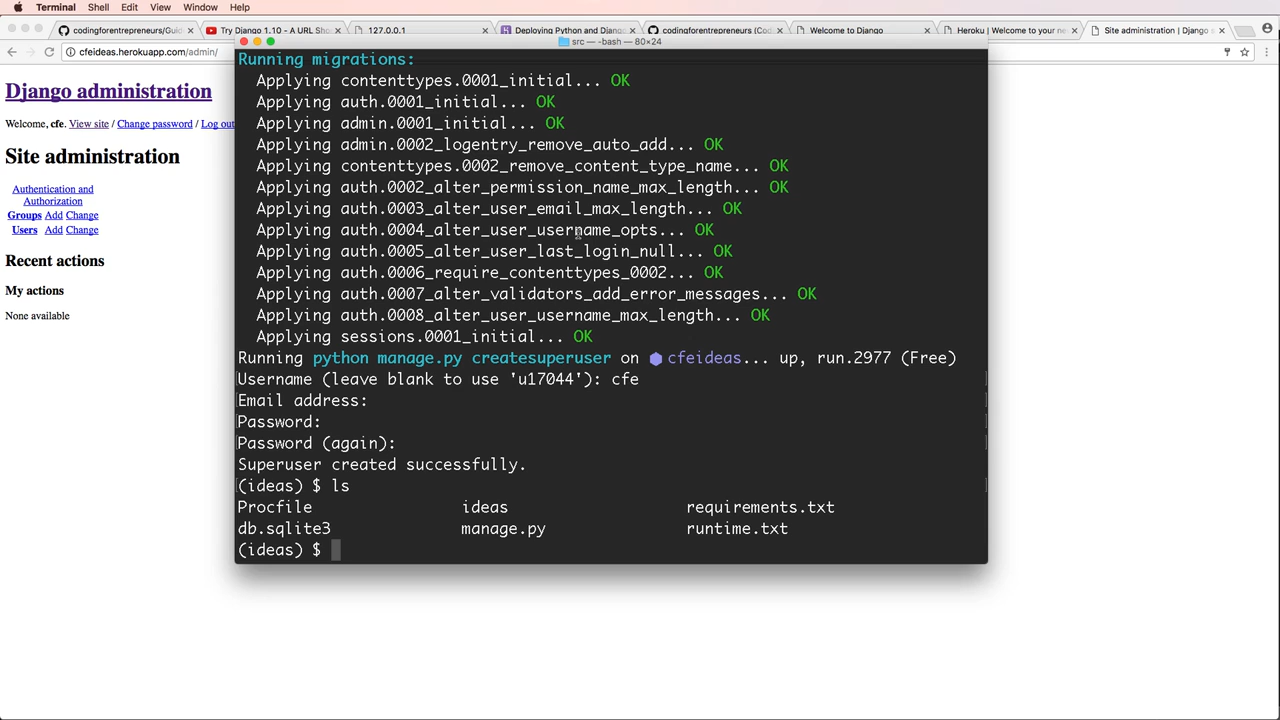 Terminal Shell Edit View Window Help
codingforentrepreneurs/Guid
Try Django 1.10 - A URL Sho
127.0.0.1
Deploying Python and Django
codingforentrepreneurs (Cod
Welcome to Django
Heroku | Welcome to your ne
Site administration | Django s
cfeideas.herokuapp.com/admin/
src — -bash — 80×24
Django administration
Welcome, cfe. View site / Change password / Log out
Site administration
Authentication and
Authorization
Groups Add Change
Users Add Change
Recent actions
My actions
None available
Running migrations:
Applying contenttypes.0001_initial... OK
Applying auth.0001_initial... OK
Applying admin.0001_initial... OK
Applying admin.0002_logentry_remove_auto_add... OK
Applying contenttypes.0002_remove_content_type_name... OK
Applying auth.0002_alter_permission_name_max_length... OK
Applying auth.0003_alter_user_email_max_length... OK
Applying auth.0004_alter_user_username_opts... OK
Applying auth.0005_alter_user_last_login_null... OK
Applying auth.0006_require_contenttypes_0002... OK
Applying auth.0007_alter_validators_add_error_messages... OK
Applying auth.0008_alter_user_username_max_length... OK
Applying sessions.0001_initial... OK
Running python manage.py createsuperuser on ⬢ cfeideas... up, run.2977 (Free)
Username (leave blank to use 'u17044'): cfe
Email address:
Password:
Password (again):
Superuser created successfully.
(ideas) $ ls
Procfile ideas requirements.txt
db.sqlite3 manage.py runtime.txt
(ideas) $